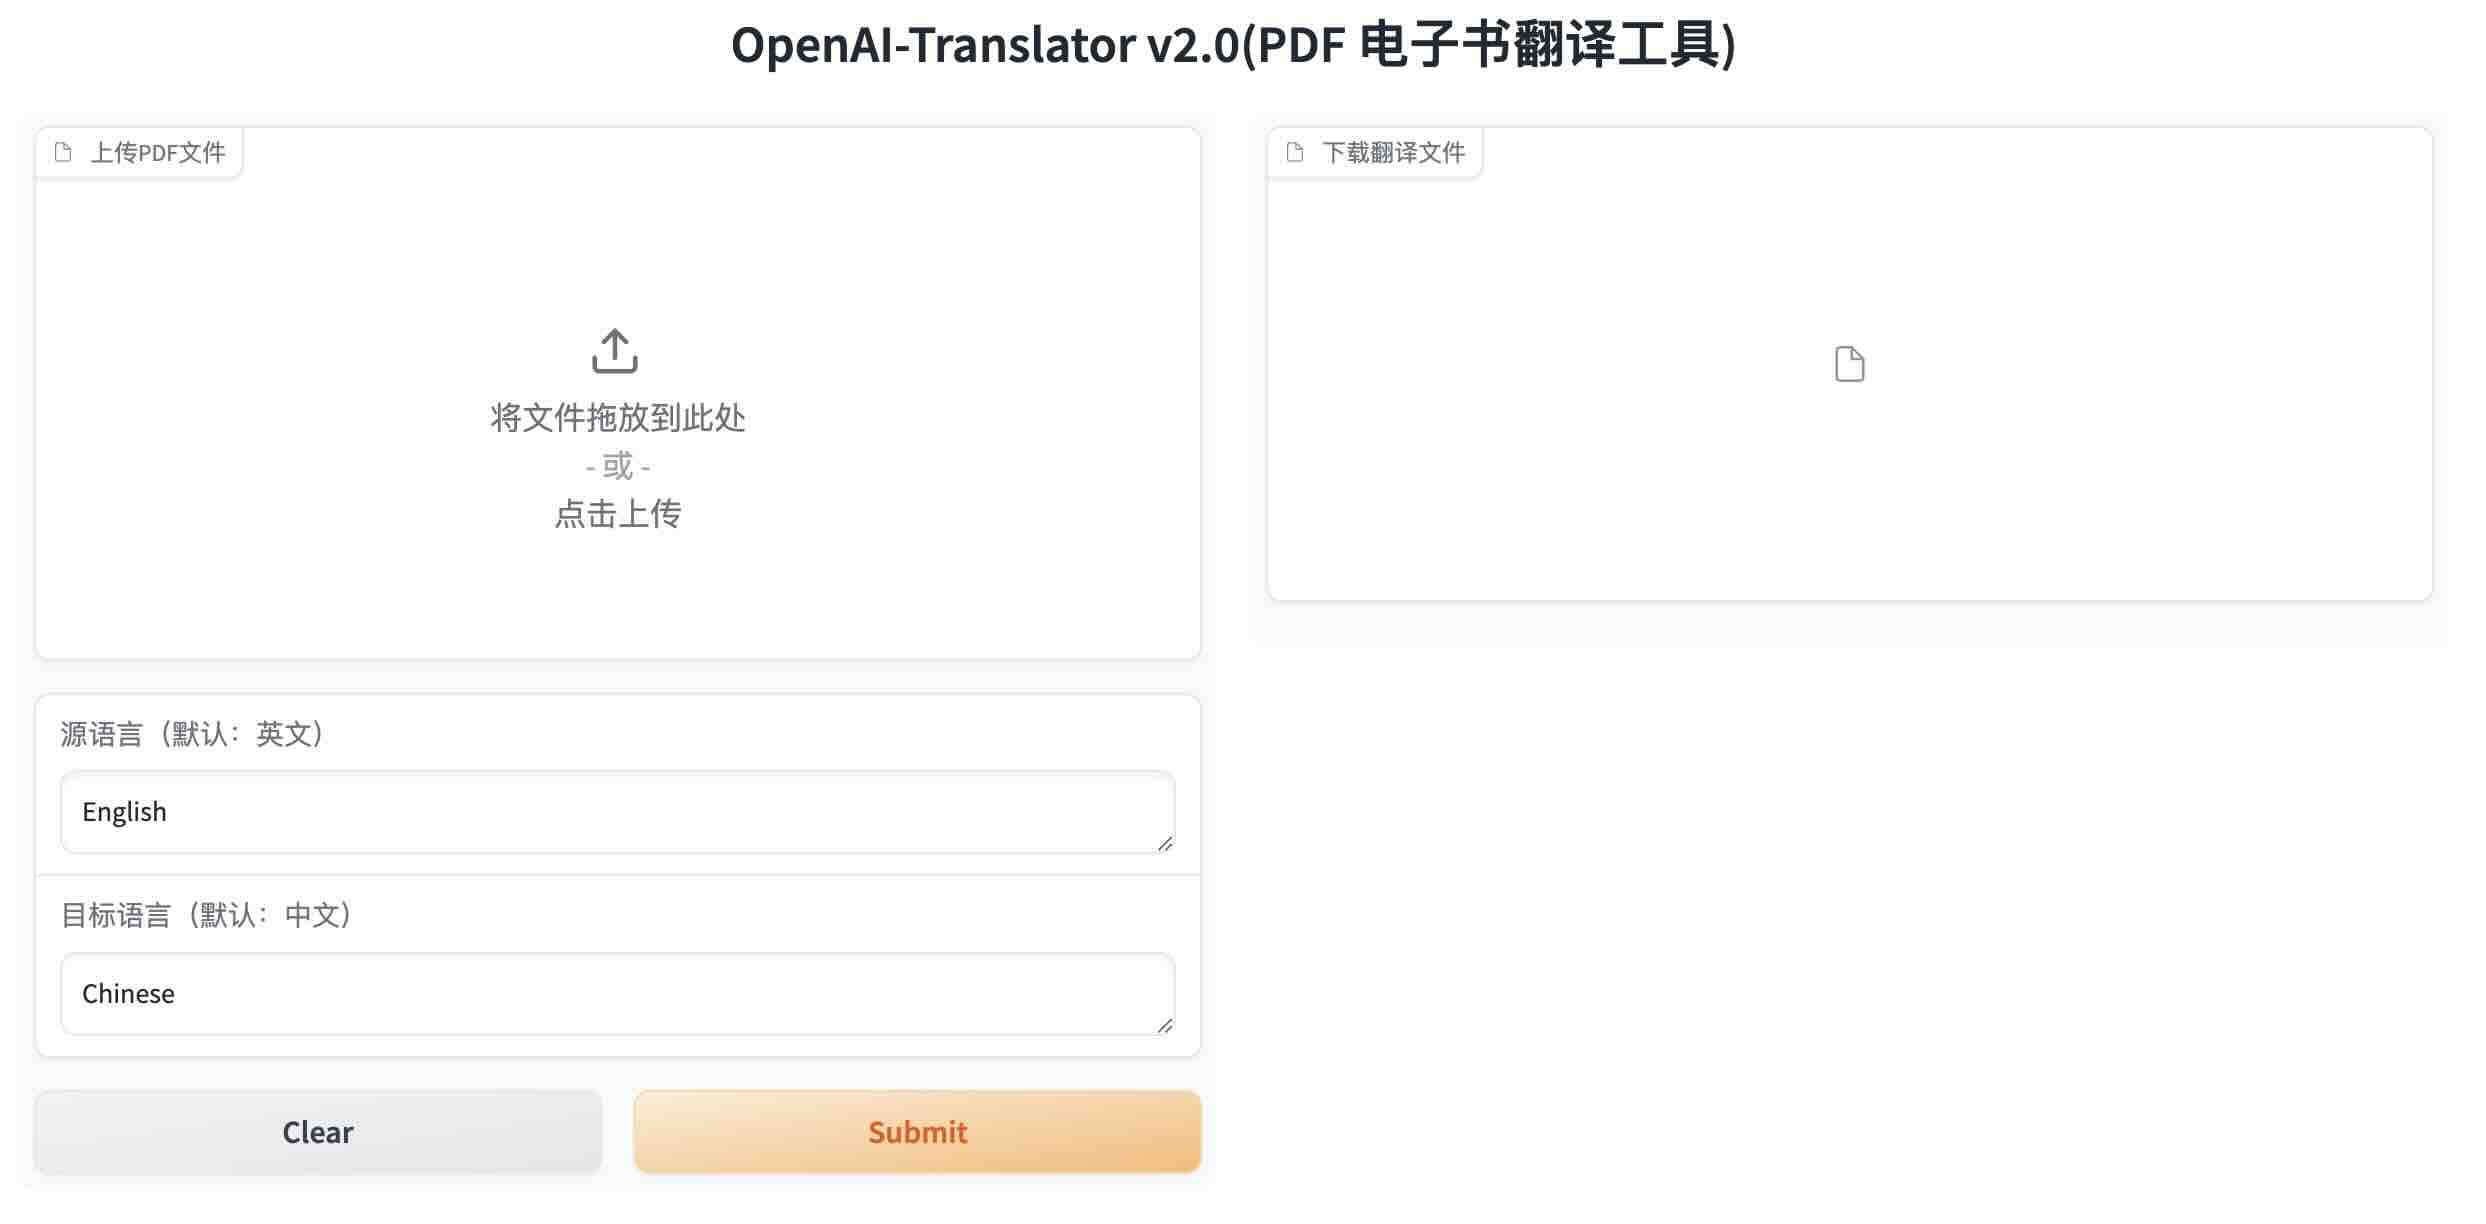 OpenAI-Translator v2.0(PDF 电子书翻译工具)
上传PDF文件
将文件拖放到此处
- 或 -
点击上传
源语言（默认：英文）
English
目标语言（默认：中文）
Chinese
Clear
Submit
下载翻译文件